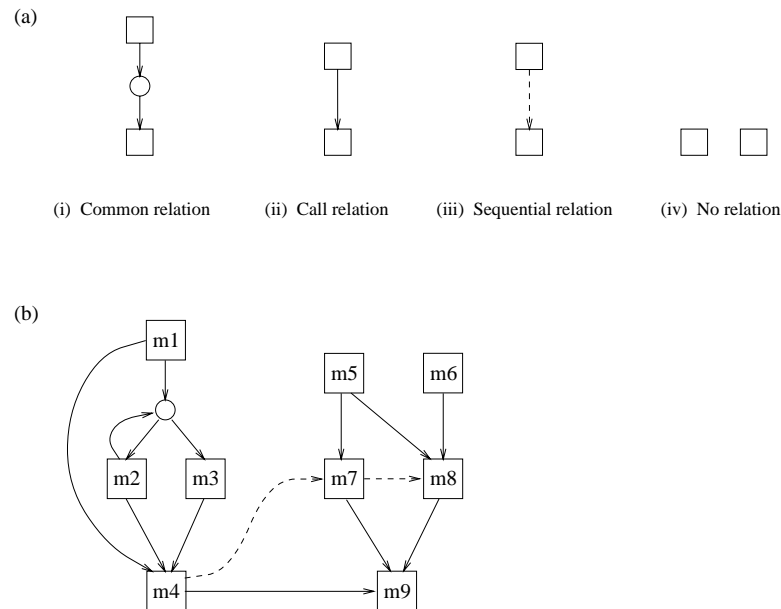 (a)
(i) Common relation
(ii) Call relation
(iii) Sequential relation
(iv) No relation
(b)
m1
m5
m6
m2
m3
m7
m8
m4
m9